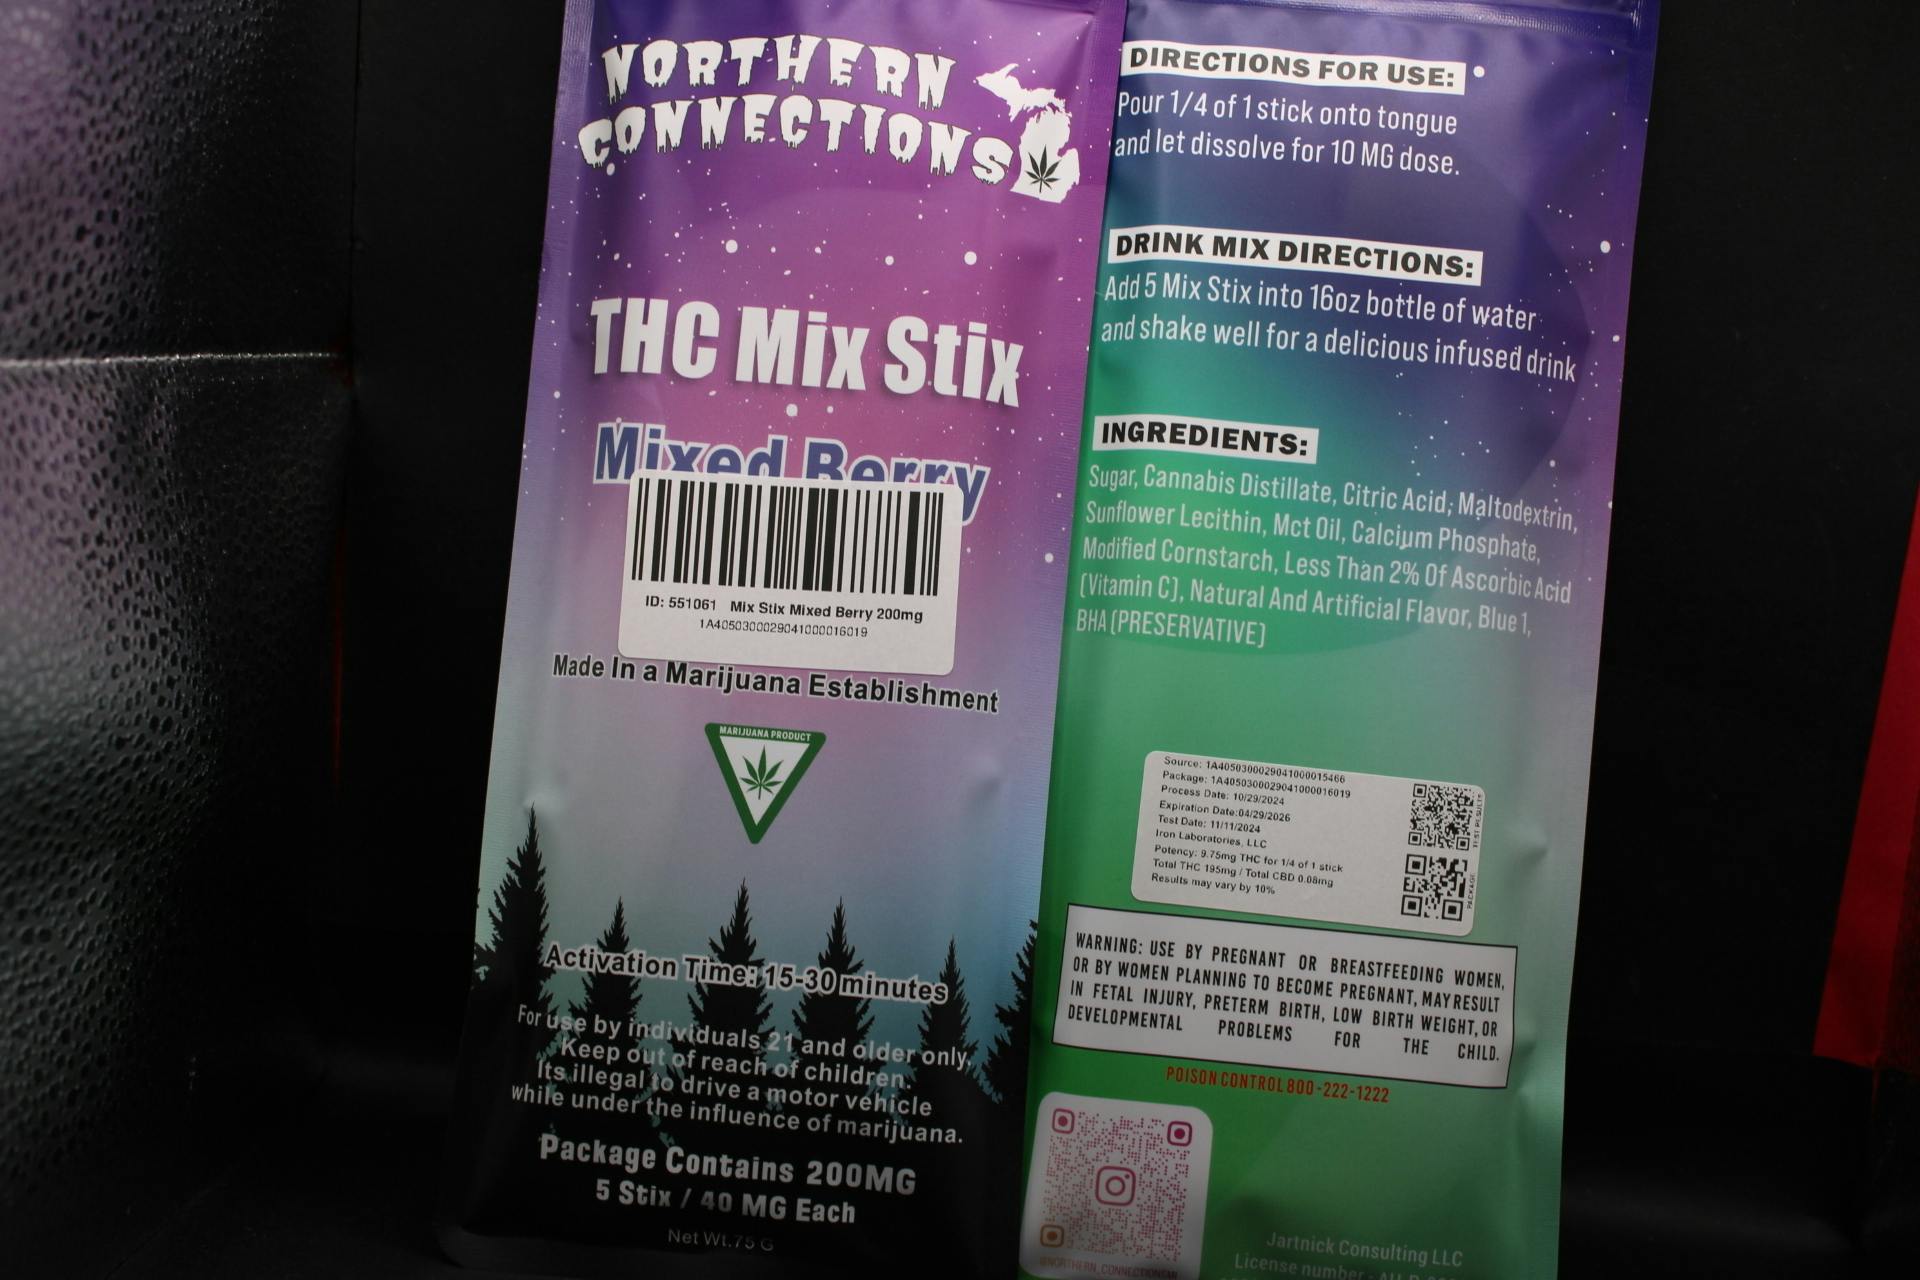 NORTHERN
CONNECTIONS
THC Mix Stix
Mixed Berry
ID: 551061 Mix Stix Mixed Berry 200mg
1A4050300029041000016019
Made In a Marijuana Establishment
MARIJUANA PRODUCT
Activation Time: 15-30 minutes
For use by individuals 21 and older only,
Keep out of reach of children.
Its illegal to drive a motor vehicle
while under the influence of marijuana.
Package Contains 200MG
5 Stix / 40 MG Each
Net Wt.75 G
DIRECTIONS FOR USE:
Pour 1/4 of 1 stick onto tongue
and let dissolve for 10 MG dose.
DRINK MIX DIRECTIONS:
Add 5 Mix Stix into 16oz bottle of water
and shake well for a delicious infused drink
INGREDIENTS:
Sugar, Cannabis Distillate, Citric Acid, Maltodextrin,
Sunflower Lecithin, Mct Oil, Calcium Phosphate,
Modified Cornstarch, Less Than 2% Of Ascorbic Acid
(Vitamin C), Natural And Artificial Flavor, Blue 1,
BHA (PRESERVATIVE)
Source: 1A4050300029041000015466
Package: 1A4050300029041000016019
Process Date: 10/29/2024
Expiration Date:04/29/2026
Test Date: 11/11/2024
Iron Laboratories, LLC
Potency: 9.75mg THC for 1/4 of 1 stick
Total THC 195mg / Total CBD 0.08mg
Results may vary by 10%
TEST RESULTS
PACKAGE
WARNING: USE BY PREGNANT OR BREASTFEEDING WOMEN,
OR BY WOMEN PLANNING TO BECOME PREGNANT, MAY RESULT
IN FETAL INJURY, PRETERM BIRTH, LOW BIRTH WEIGHT, OR
DEVELOPMENTAL PROBLEMS FOR THE CHILD.
POISON CONTROL 800-222-1222
Jartnick Consulting LLC
License number